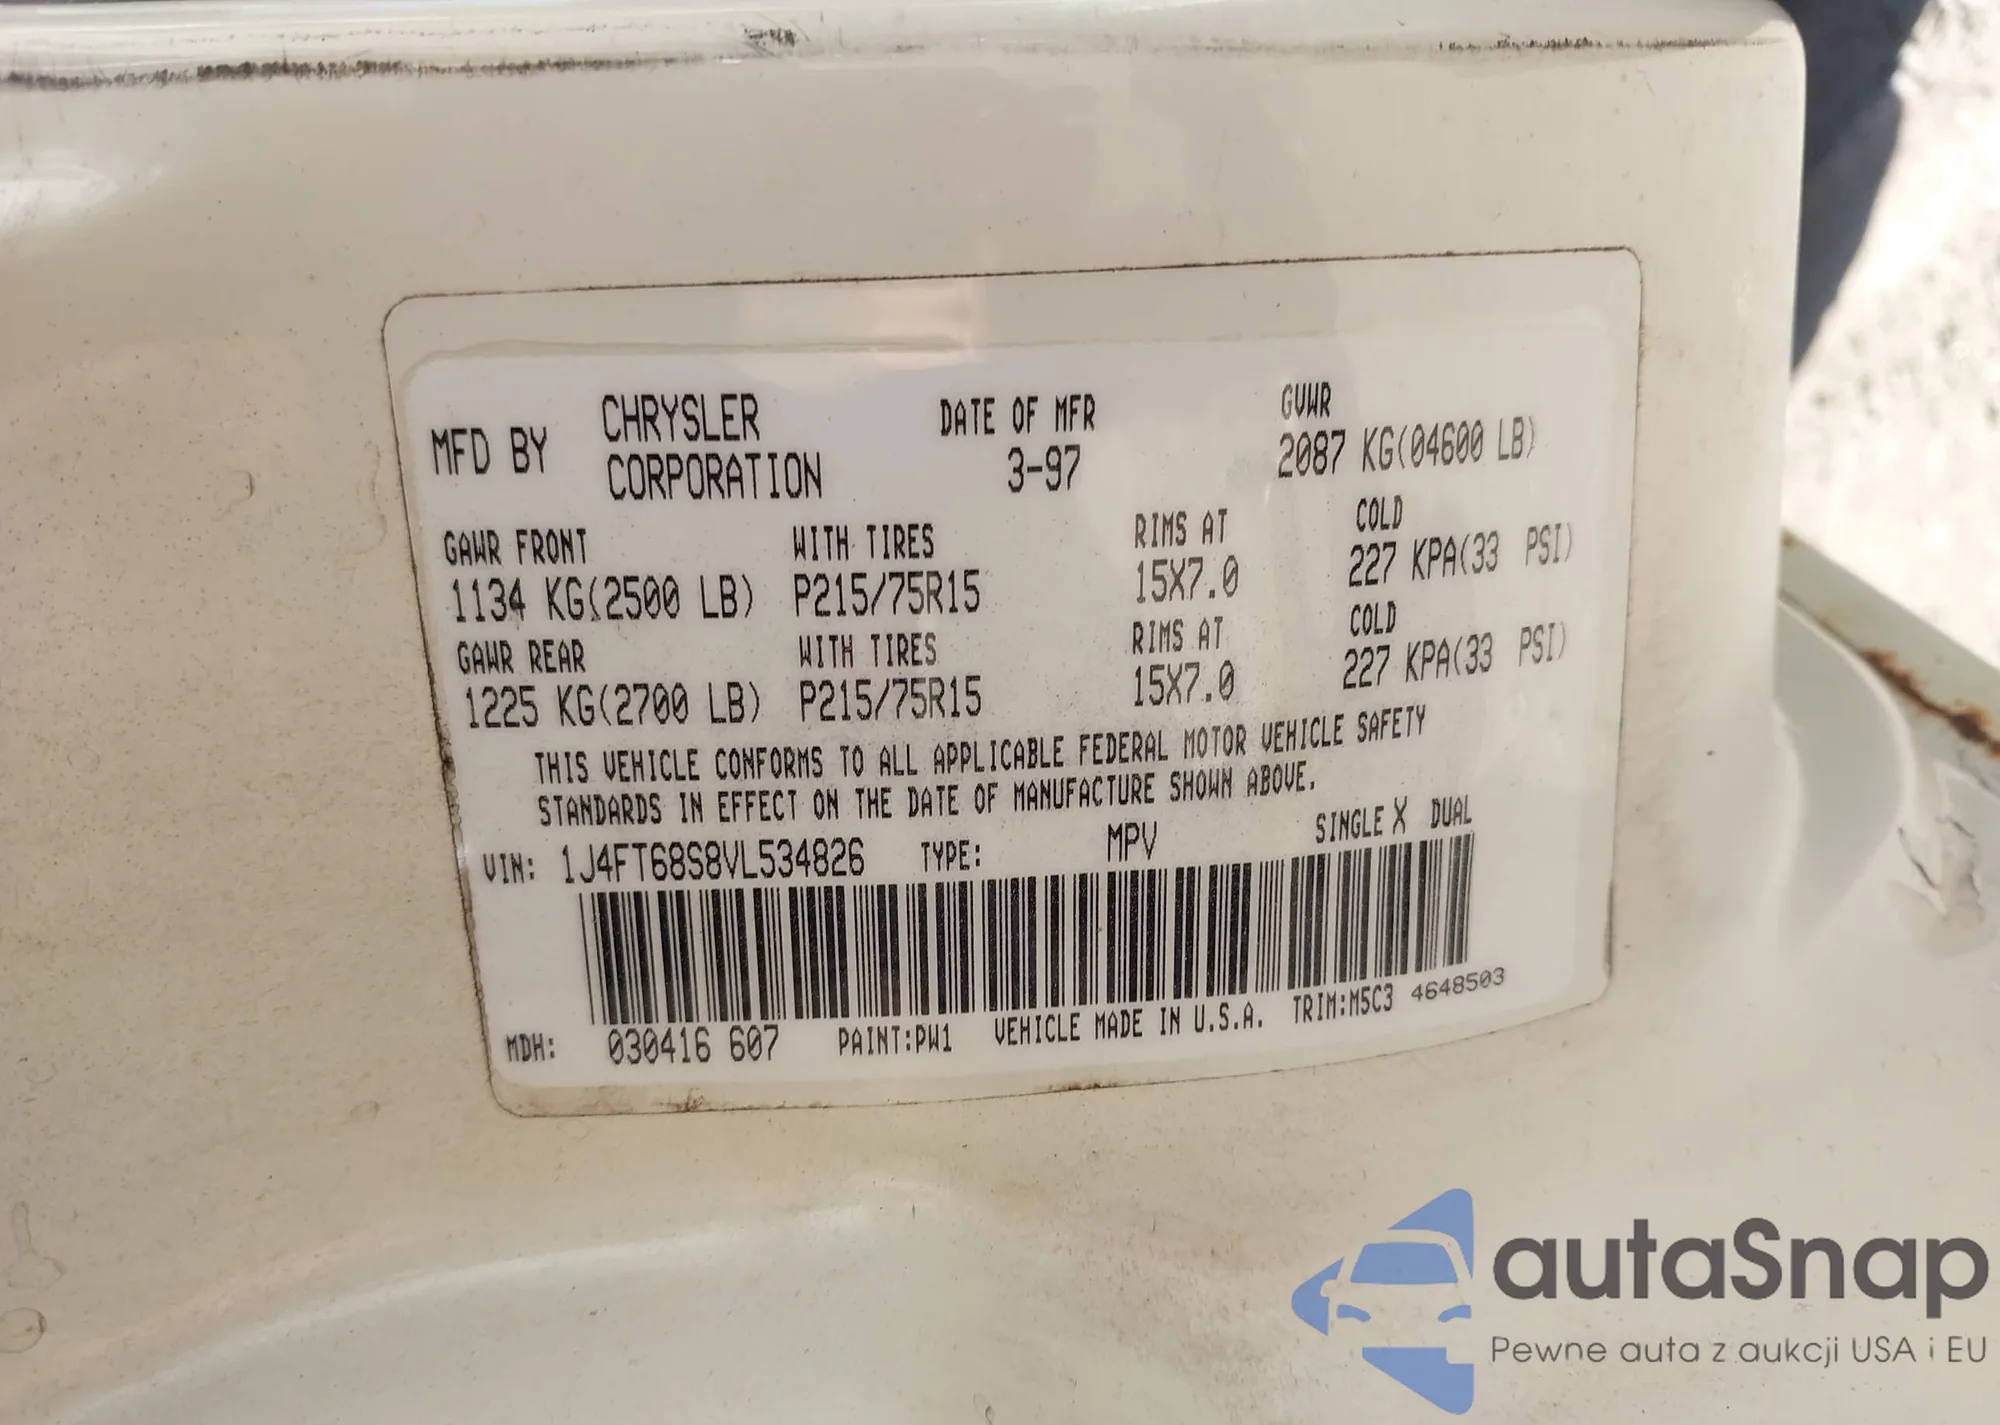 MFD BY CHRYSLER CORPORATION DATE OF MFR 3-97 GVWR 2087 KG(04600 LB)
GAWR FRONT WITH TIRES RIMS AT COLD
1134 KG(2500 LB) P215/75R15 15X7.0 227 KPA(33 PSI)
GAWR REAR WITH TIRES RIMS AT COLD
1225 KG(2700 LB) P215/75R15 15X7.0 227 KPA(33 PSI)
THIS VEHICLE CONFORMS TO ALL APPLICABLE FEDERAL MOTOR VEHICLE SAFETY
STANDARDS IN EFFECT ON THE DATE OF MANUFACTURE SHOWN ABOVE.
VIN: 1J4FT68S8VL534826 TYPE: MPV SINGLE X DUAL
MDH: 030416 607 PAINT:PW1 VEHICLE MADE IN U.S.A. TRIM:M5C3 4648503
autaSnap
Pewne auta z aukcji USA i EU